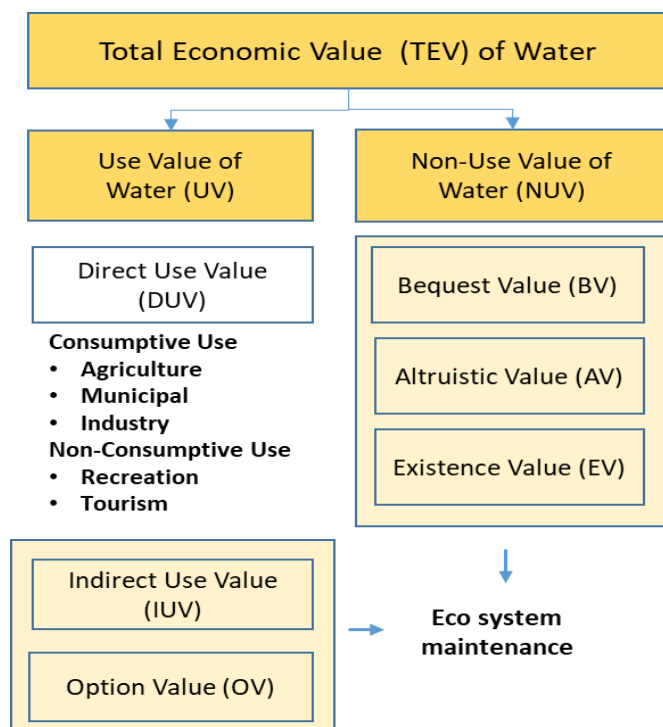 Total Economic Value (TEV) of Water
Use Value of
Water (UV)
Non-Use Value of
Water (NUV)
Direct Use Value
(DUV)
Consumptive Use
• Agriculture
• Municipal
• Industry
Non-Consumptive Use
• Recreation
• Tourism
Bequest Value (BV)
Altruistic Value (AV)
Existence Value (EV)
Indirect Use Value
(IUV)
Option Value (OV)
Eco system
maintenance